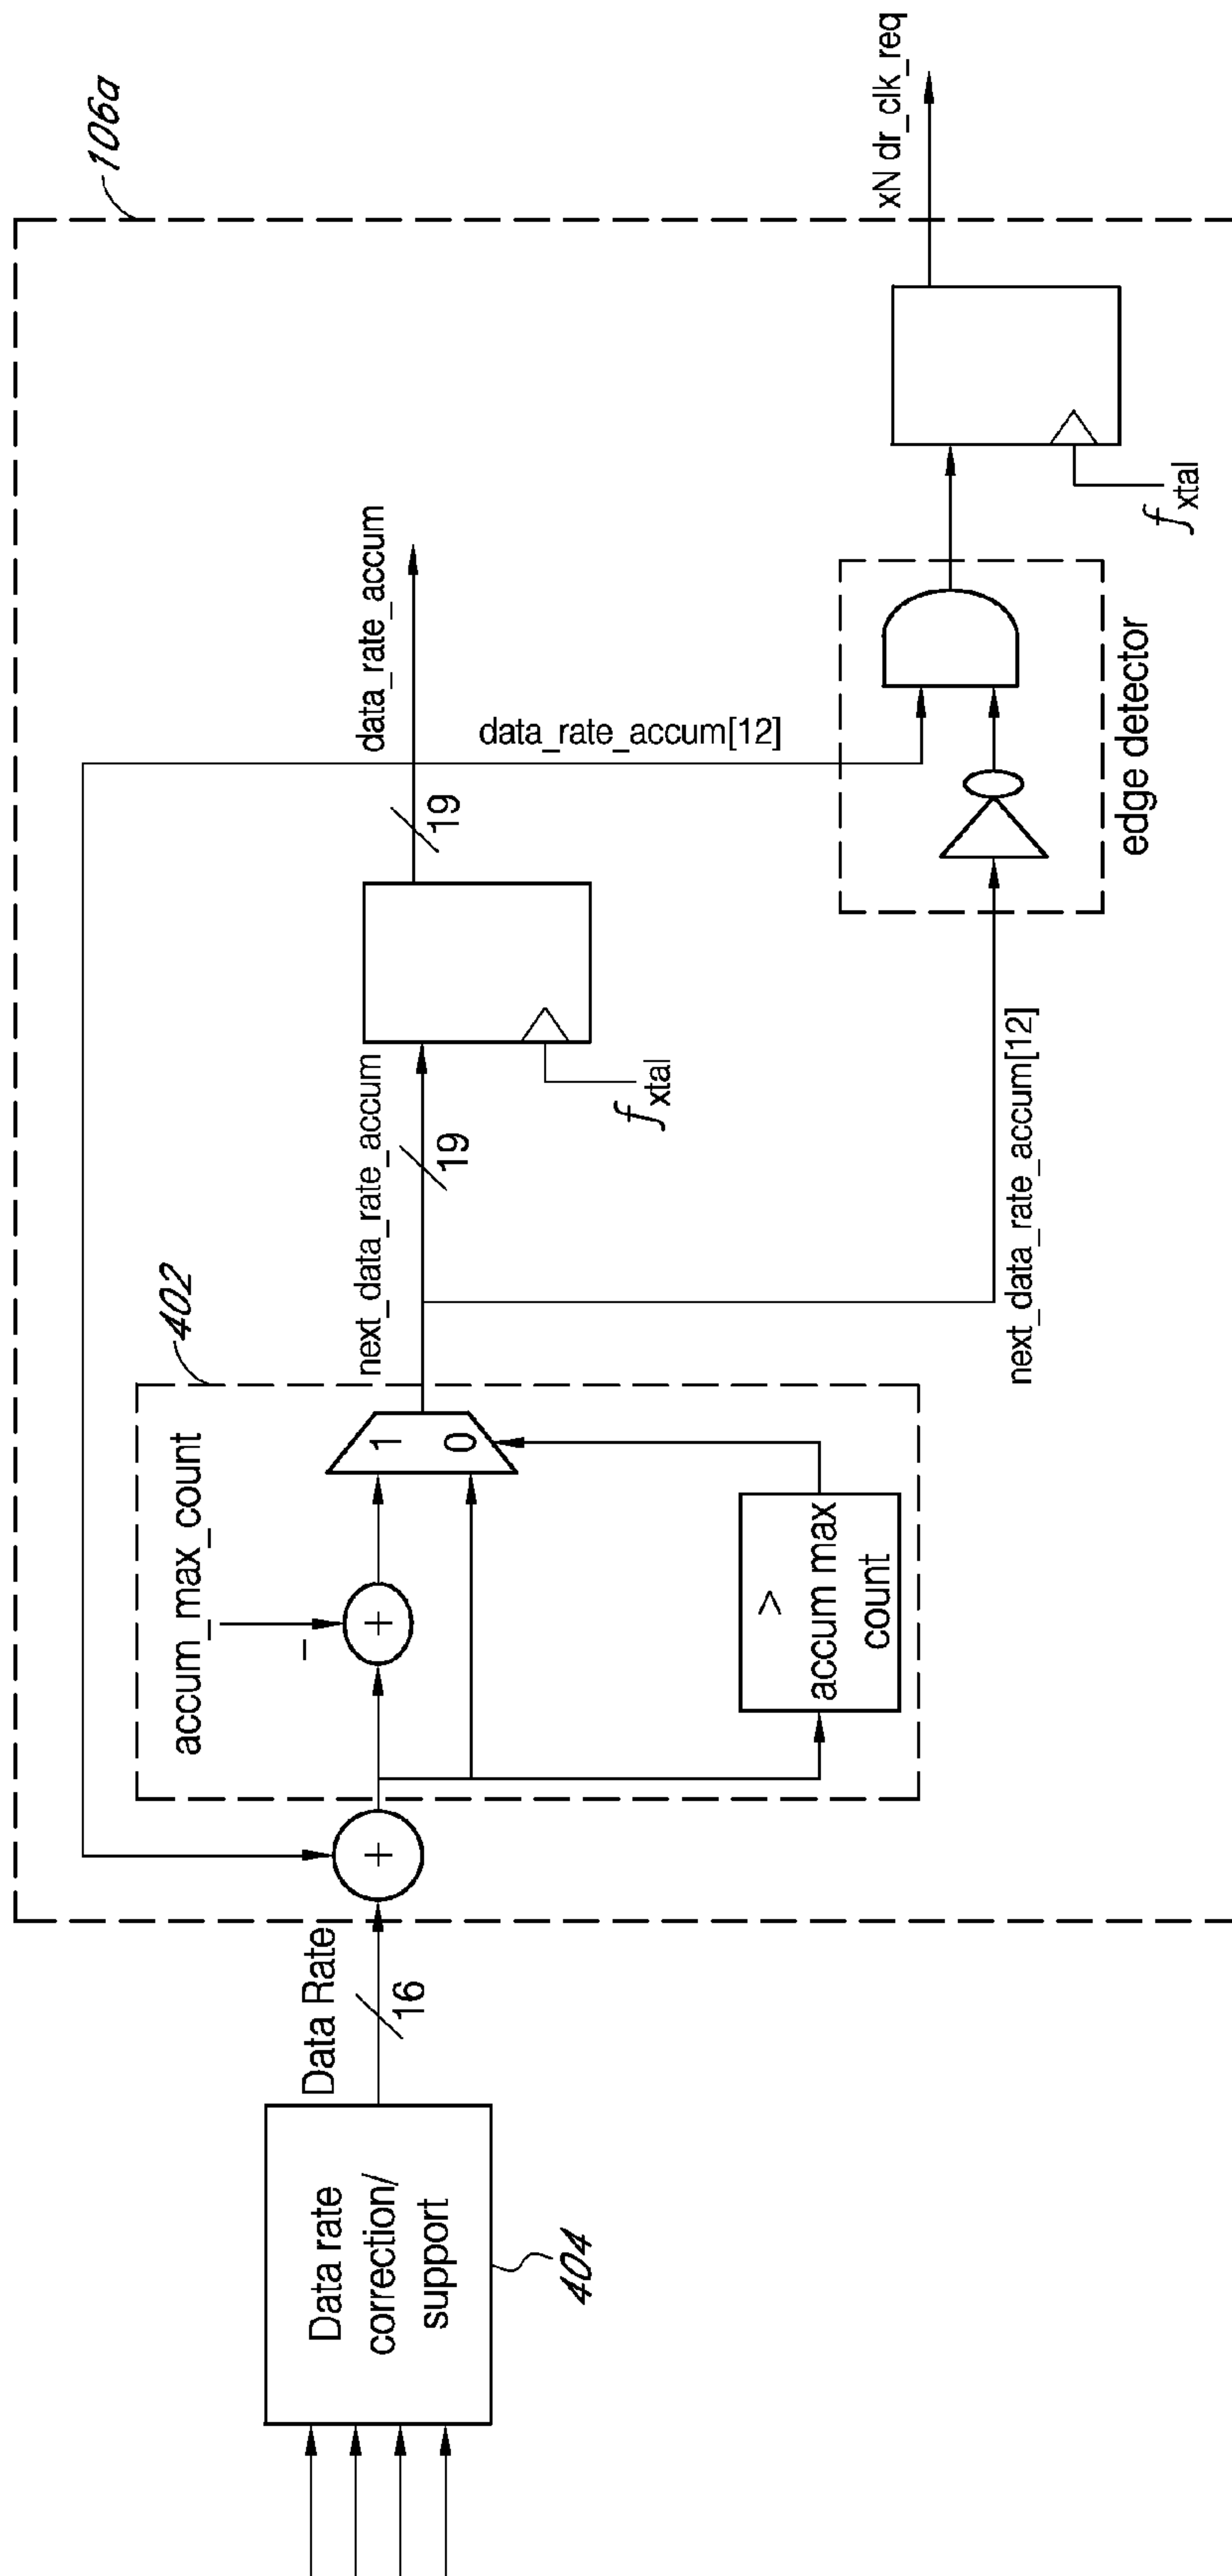 106a
402
accum_max_count
+
–
+
1
0
>
accum max
count
Data rate
correction/
support
404
Data Rate
16
next_data_rate_accum
19
f xtal
data_rate_accum
19
data_rate_accum[12]
next_data_rate_accum[12]
edge detector
f xtal
xN dr_clk_req